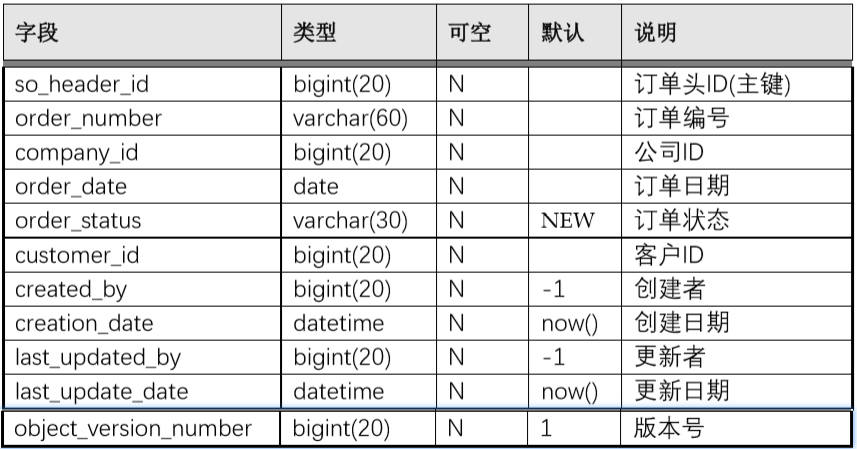 字段 类型 可空 默认 说明
so_header_id bigint(20) N 订单头ID(主键)
order_number varchar(60) N 订单编号
company_id bigint(20) N 公司ID
order_date date N 订单日期
order_status varchar(30) N NEW 订单状态
customer_id bigint(20) N 客户ID
created_by bigint(20) N -1 创建者
creation_date datetime N now() 创建日期
last_updated_by bigint(20) N -1 更新者
last_update_date datetime N now() 更新日期
object_version_number bigint(20) N 1 版本号